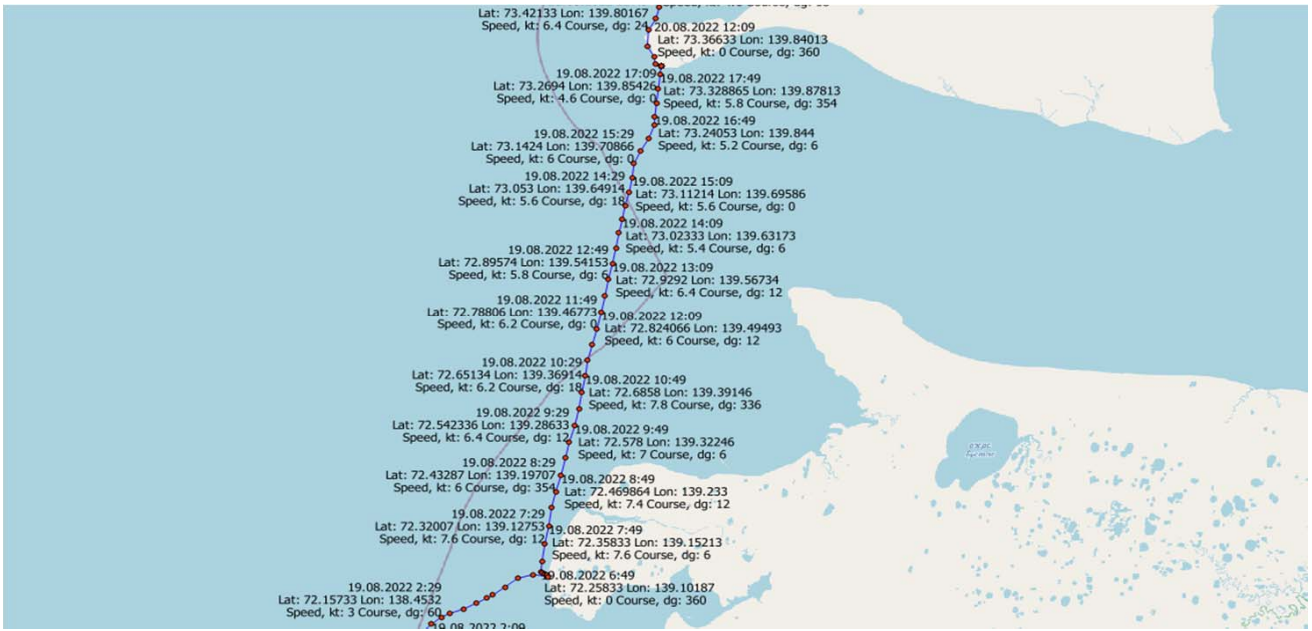 Lat: 73.42133 Lon: 139.80167
Speed, kt: 6.4 Course, dg: 24
20.08.2022 12:09
Lat: 73.36633 Lon: 139.84013
Speed, kt: 0 Course, dg: 360
19.08.2022 17:09
Lat: 73.2694 Lon: 139.85426
Speed, kt: 4.6 Course, dg: 0
19.08.2022 17:49
Lat: 73.328865 Lon: 139.87813
Speed, kt: 5.8 Course, dg: 354
19.08.2022 16:49
Lat: 73.24053 Lon: 139.844
Speed, kt: 5.2 Course, dg: 6
19.08.2022 15:29
Lat: 73.1424 Lon: 139.70866
Speed, kt: 6 Course, dg: 0
19.08.2022 14:29
Lat: 73.053 Lon: 139.64914
Speed, kt: 5.6 Course, dg: 18
19.08.2022 15:09
Lat: 73.11214 Lon: 139.69586
Speed, kt: 5.6 Course, dg: 0
19.08.2022 14:09
Lat: 73.02333 Lon: 139.63173
Speed, kt: 5.4 Course, dg: 6
19.08.2022 12:49
Lat: 72.89574 Lon: 139.54153
Speed, kt: 5.8 Course, dg: 6
19.08.2022 13:09
Lat: 72.9292 Lon: 139.56734
Speed, kt: 6.4 Course, dg: 12
19.08.2022 11:49
Lat: 72.78806 Lon: 139.46773
Speed, kt: 6.2 Course, dg: 0
19.08.2022 12:09
Lat: 72.824066 Lon: 139.49493
Speed, kt: 6 Course, dg: 12
19.08.2022 10:29
Lat: 72.65134 Lon: 139.36914
Speed, kt: 6.2 Course, dg: 18
19.08.2022 10:49
Lat: 72.6858 Lon: 139.39146
Speed, kt: 7.8 Course, dg: 336
19.08.2022 9:29
Lat: 72.542336 Lon: 139.28633
Speed, kt: 6.4 Course, dg: 12
19.08.2022 9:49
Lat: 72.578 Lon: 139.32246
Speed, kt: 7 Course, dg: 6
19.08.2022 8:29
Lat: 72.43287 Lon: 139.19707
Speed, kt: 6 Course, dg: 354
19.08.2022 8:49
Lat: 72.469864 Lon: 139.233
Speed, kt: 7.4 Course, dg: 12
19.08.2022 7:29
Lat: 72.32007 Lon: 139.12753
Speed, kt: 7.6 Course, dg: 12
19.08.2022 7:49
Lat: 72.35833 Lon: 139.15213
Speed, kt: 7.6 Course, dg: 6
19.08.2022 6:49
Lat: 72.25833 Lon: 139.10187
Speed, kt: 0 Course, dg: 360
19.08.2022 2:29
Lat: 72.15733 Lon: 138.4532
Speed, kt: 3 Course, dg: 60
19.08.2022 2:09